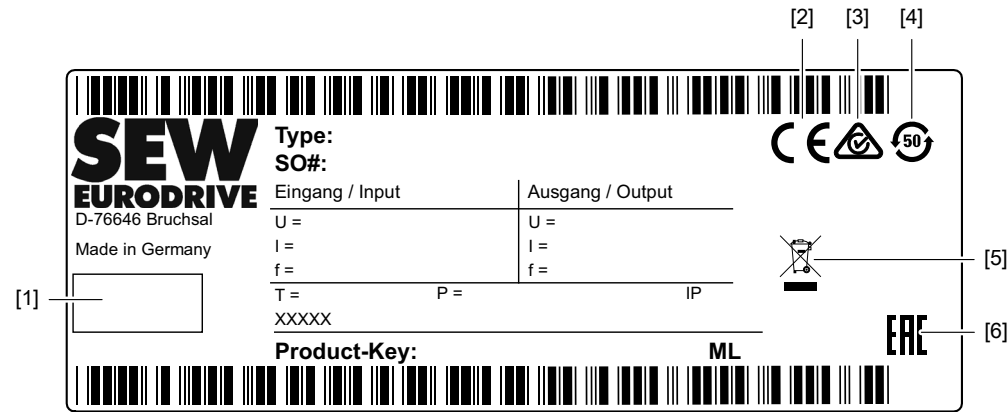 [2] [3] [4]
SEW
EURODRIVE
D-76646 Bruchsal
Made in Germany
[1]
Type:
SO#:
Eingang / Input Ausgang / Output
U = U =
I = I =
f = f =
T = P = IP
XXXXX
Product-Key: ML
CE 50
[5]
EAC
[6]